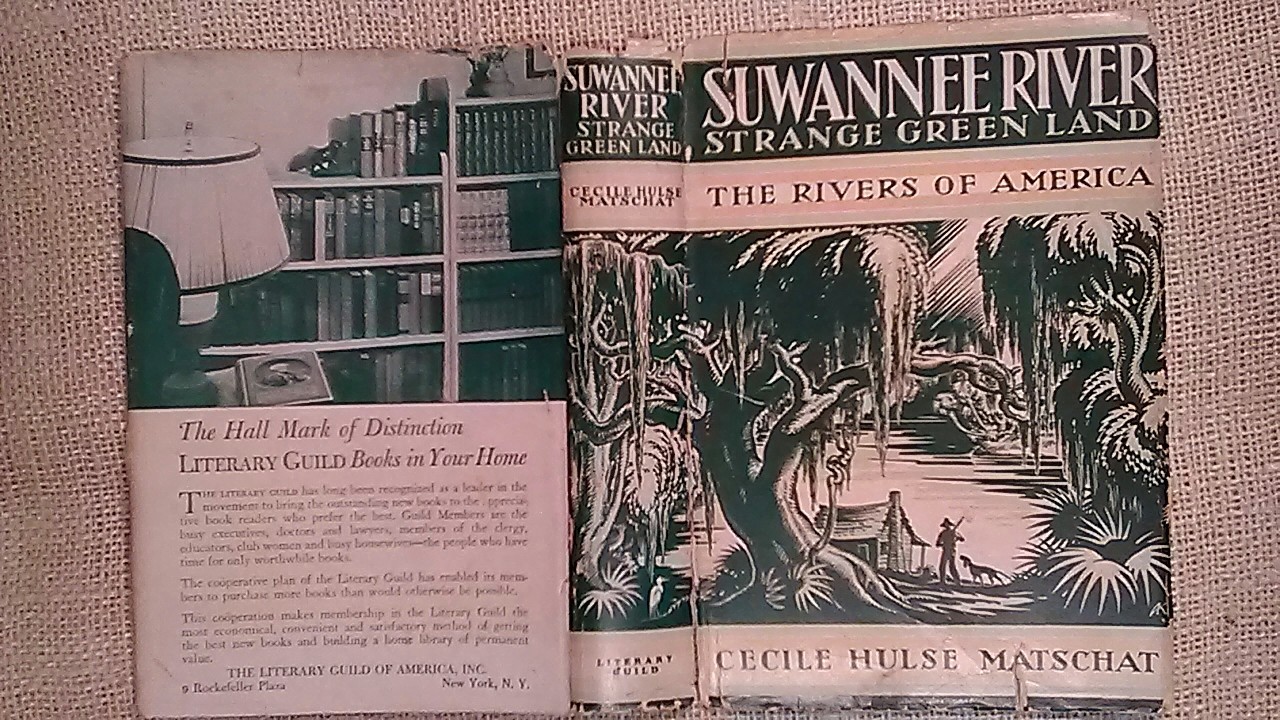 The Hall Mark of Distinction
LITERARY GUILD Books in Your Home
THE LITERARY GUILD has long been recognized as a leader in the
movement to bring the outstanding new books to the apprecia-
tive book readers who prefer the best. Guild Members are the
busy executives, doctors and lawyers, members of the clergy,
educators, club women and busy housewives—the people who have
time for only worthwhile books.
The cooperative plan of the Literary Guild has enabled its mem-
bers to purchase more books than would otherwise be possible.
This cooperation makes membership in the Literary Guild the
most economical, convenient and satisfactory method of getting
the best new books and building a home library of permanent
value.
THE LITERARY GUILD OF AMERICA, INC.
9 Rockefeller Plaza New York, N. Y.
SUWANNEE
RIVER
STRANGE
GREEN LAND
CECILE HULSE
MATSCHAT
LITERARY
GUILD
SUWANNEE RIVER
STRANGE GREEN LAND
THE RIVERS OF AMERICA
CECILE HULSE MATSCHAT